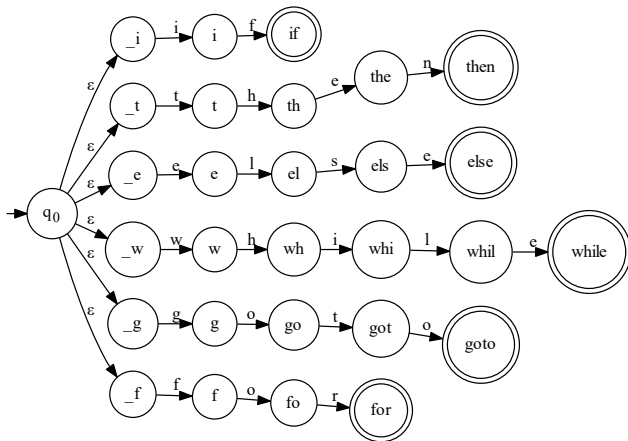 _i i i f if
ε
_t t t h th e the n then
ε
_e e e l el s els e else
ε
q0
ε
_w w w h wh i whi l whil e while
ε
_g g g o go t got o goto
ε
_f f f o fo r for